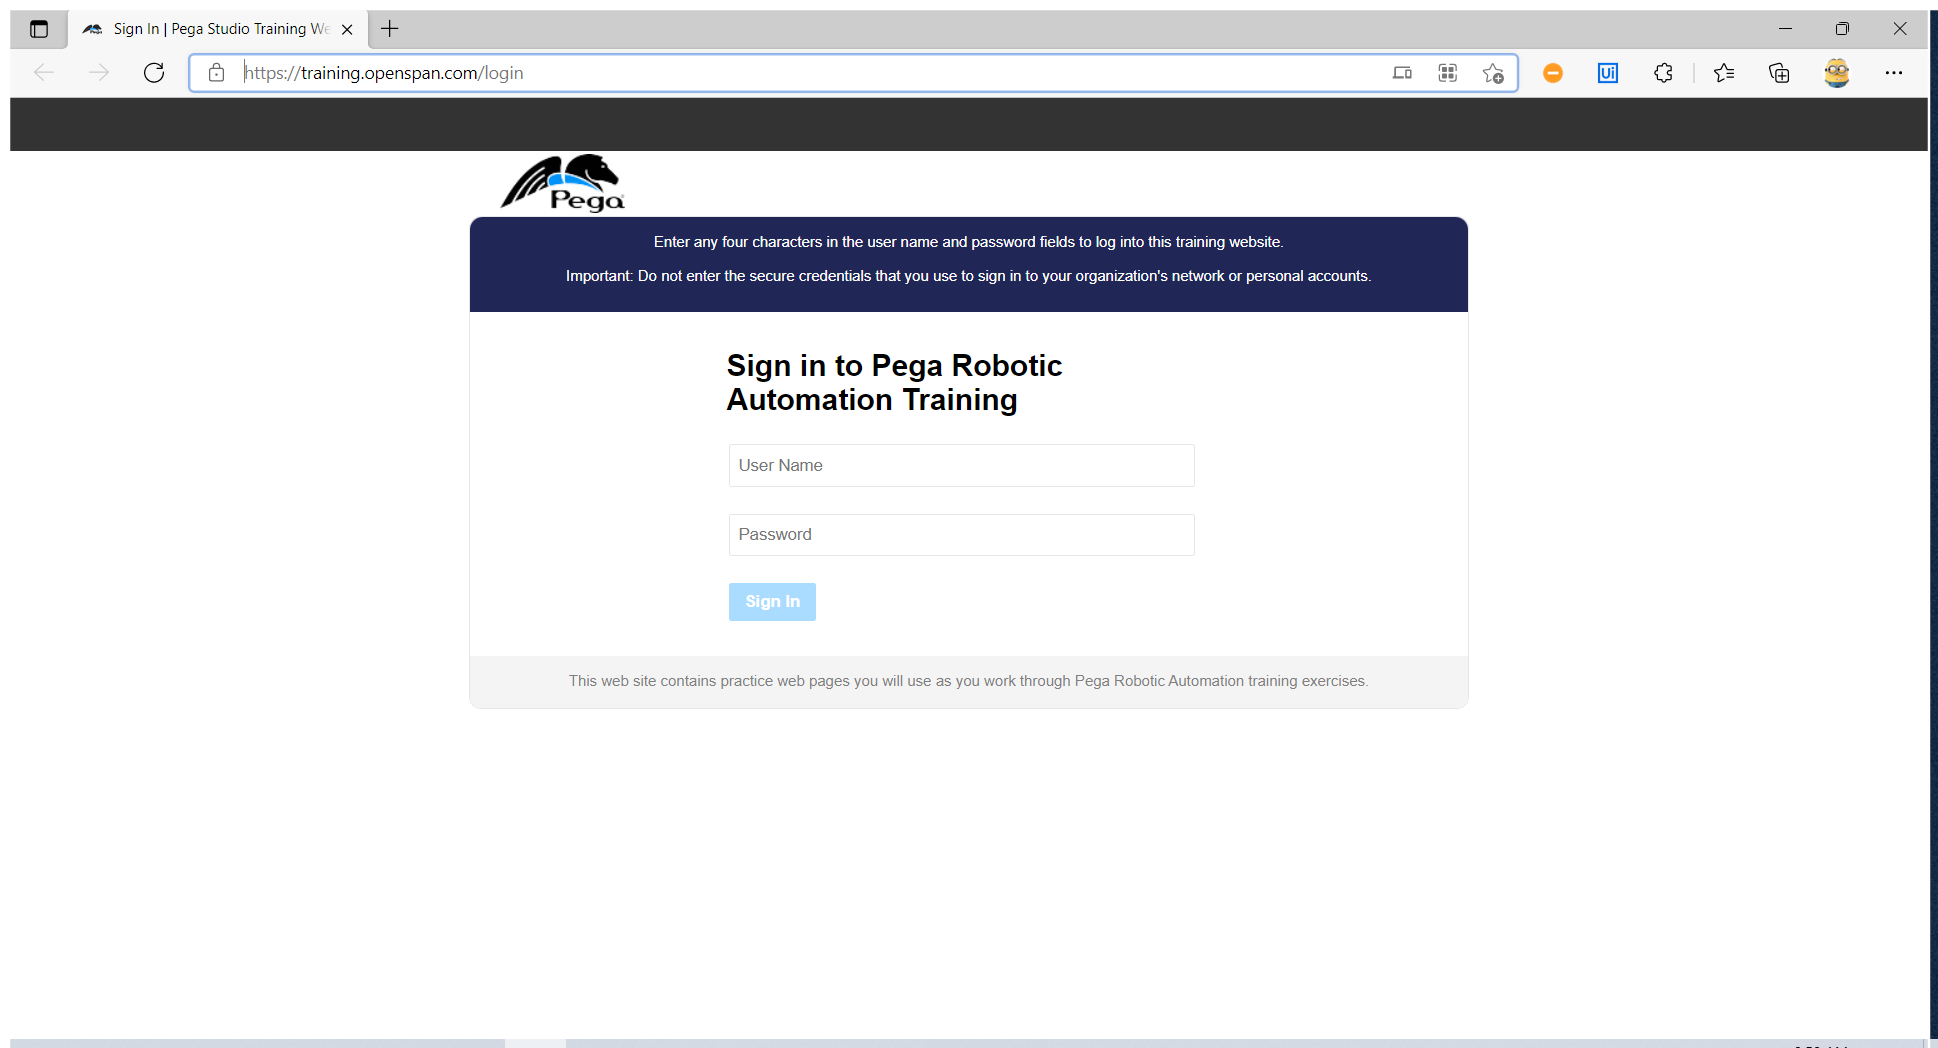 Sign In | Pega Studio Training We
https://training.openspan.com/login
Ui
Pega
Enter any four characters in the user name and password fields to log into this training website.
Important: Do not enter the secure credentials that you use to sign in to your organization's network or personal accounts.
Sign in to Pega Robotic
Automation Training
User Name
Password
Sign In
This web site contains practice web pages you will use as you work through Pega Robotic Automation training exercises.